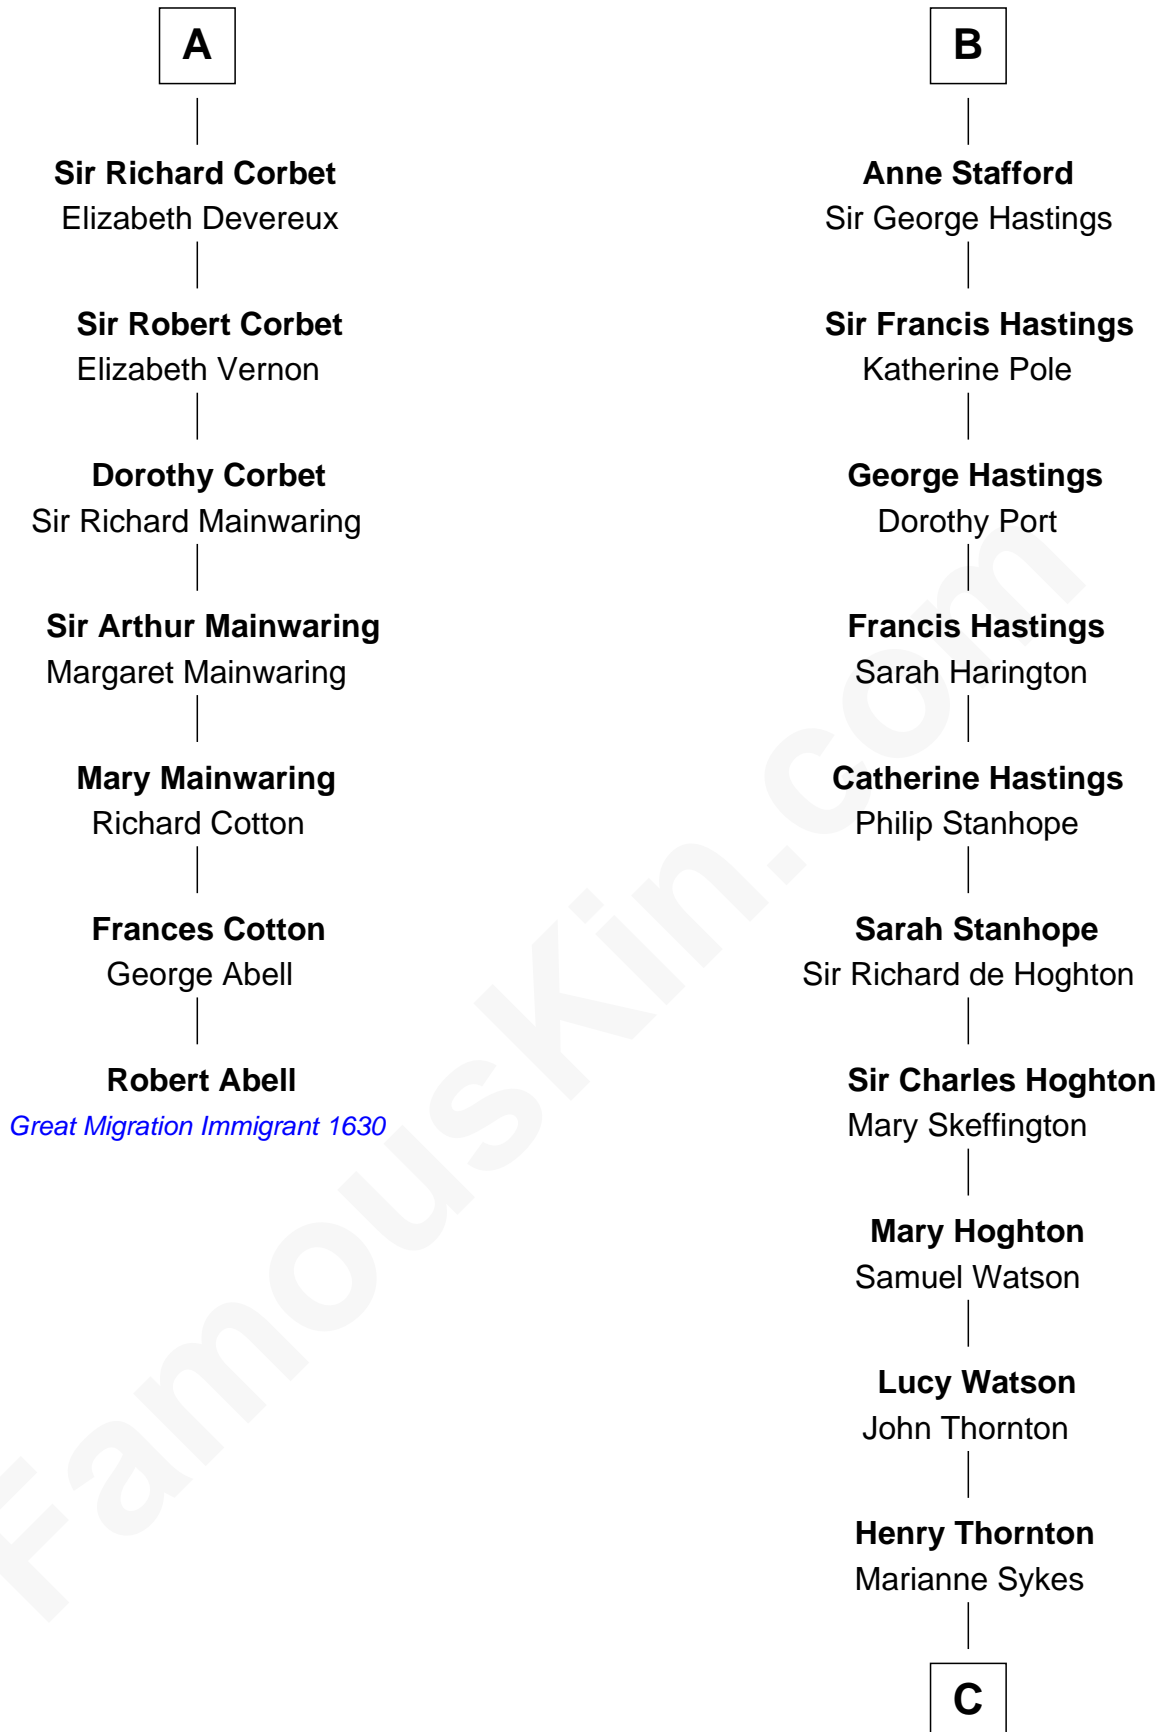 A
Sir Richard Corbet
Elizabeth Devereux
Sir Robert Corbet
Elizabeth Vernon
Dorothy Corbet
Sir Richard Mainwaring
Sir Arthur Mainwaring
Margaret Mainwaring
Mary Mainwaring
Richard Cotton
Frances Cotton
George Abell
Robert Abell
Great Migration Immigrant 1630
B
Anne Stafford
Sir George Hastings
Sir Francis Hastings
Katherine Pole
George Hastings
Dorothy Port
Francis Hastings
Sarah Harington
Catherine Hastings
Philip Stanhope
Sarah Stanhope
Sir Richard de Hoghton
Sir Charles Hoghton
Mary Skeffington
Mary Hoghton
Samuel Watson
Lucy Watson
John Thornton
Henry Thornton
Marianne Sykes
C
FamousKin.com